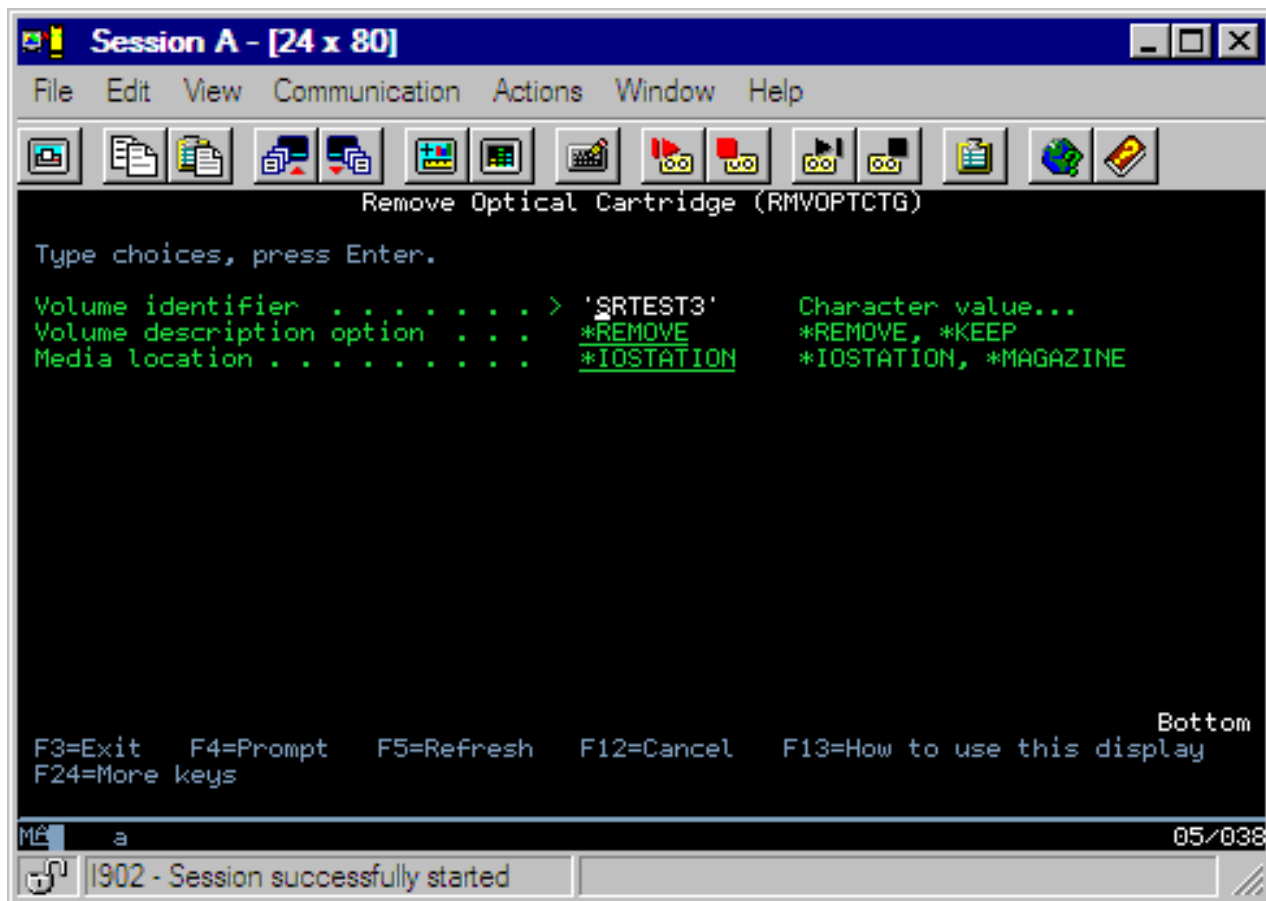 Session A - [24 x 80]
File Edit View Communication Actions Window Help
Remove Optical Cartridge (RMVOPTCTG)
Type choices, press Enter.
Volume identifier . . . . . . . > 'SRTEST3' Character value...
Volume description option . . . *REMOVE *REMOVE, *KEEP
Media location . . . . . . . . . *IOSTATION *IOSTATION, *MAGAZINE
Bottom
F3=Exit F4=Prompt F5=Refresh F12=Cancel F13=How to use this display
F24=More keys
a 05/038
I902 - Session successfully started